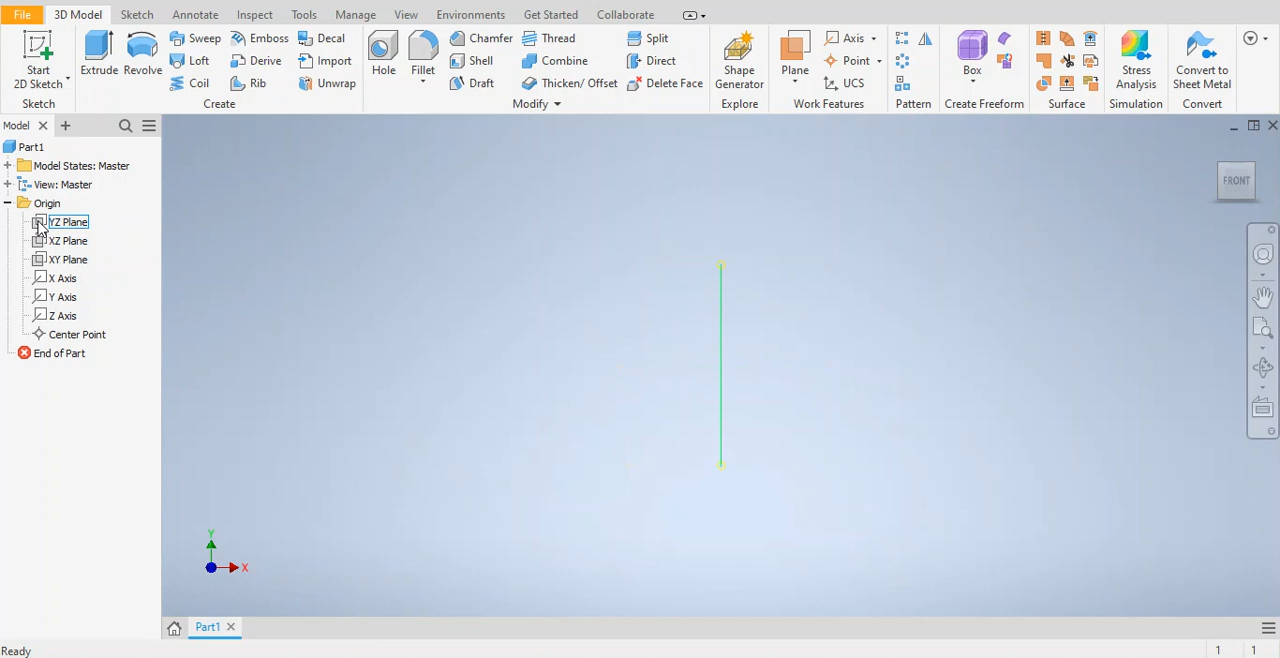 File 3D Model Sketch Annotate Inspect Tools Manage View Environments Get Started Collaborate
Start
2D Sketch
Extrude
Revolve
Sweep
Loft
Coil
Emboss
Derive
Rib
Decal
Import
Unwrap
Hole
Fillet
Chamfer
Shell
Draft
Thread
Combine
Thicken/ Offset
Split
Direct
Delete Face
Shape
Generator
Plane
Axis
Point
UCS
Box
Stress
Analysis
Convert to
Sheet Metal
Sketch Create Modify Explore Work Features Pattern Create Freeform Surface Simulation Convert
Model
Part1
Model States: Master
View: Master
Origin
YZ Plane
XZ Plane
XY Plane
X Axis
Y Axis
Z Axis
Center Point
End of Part
FRONT
Y
X
Part1
Ready 1 1